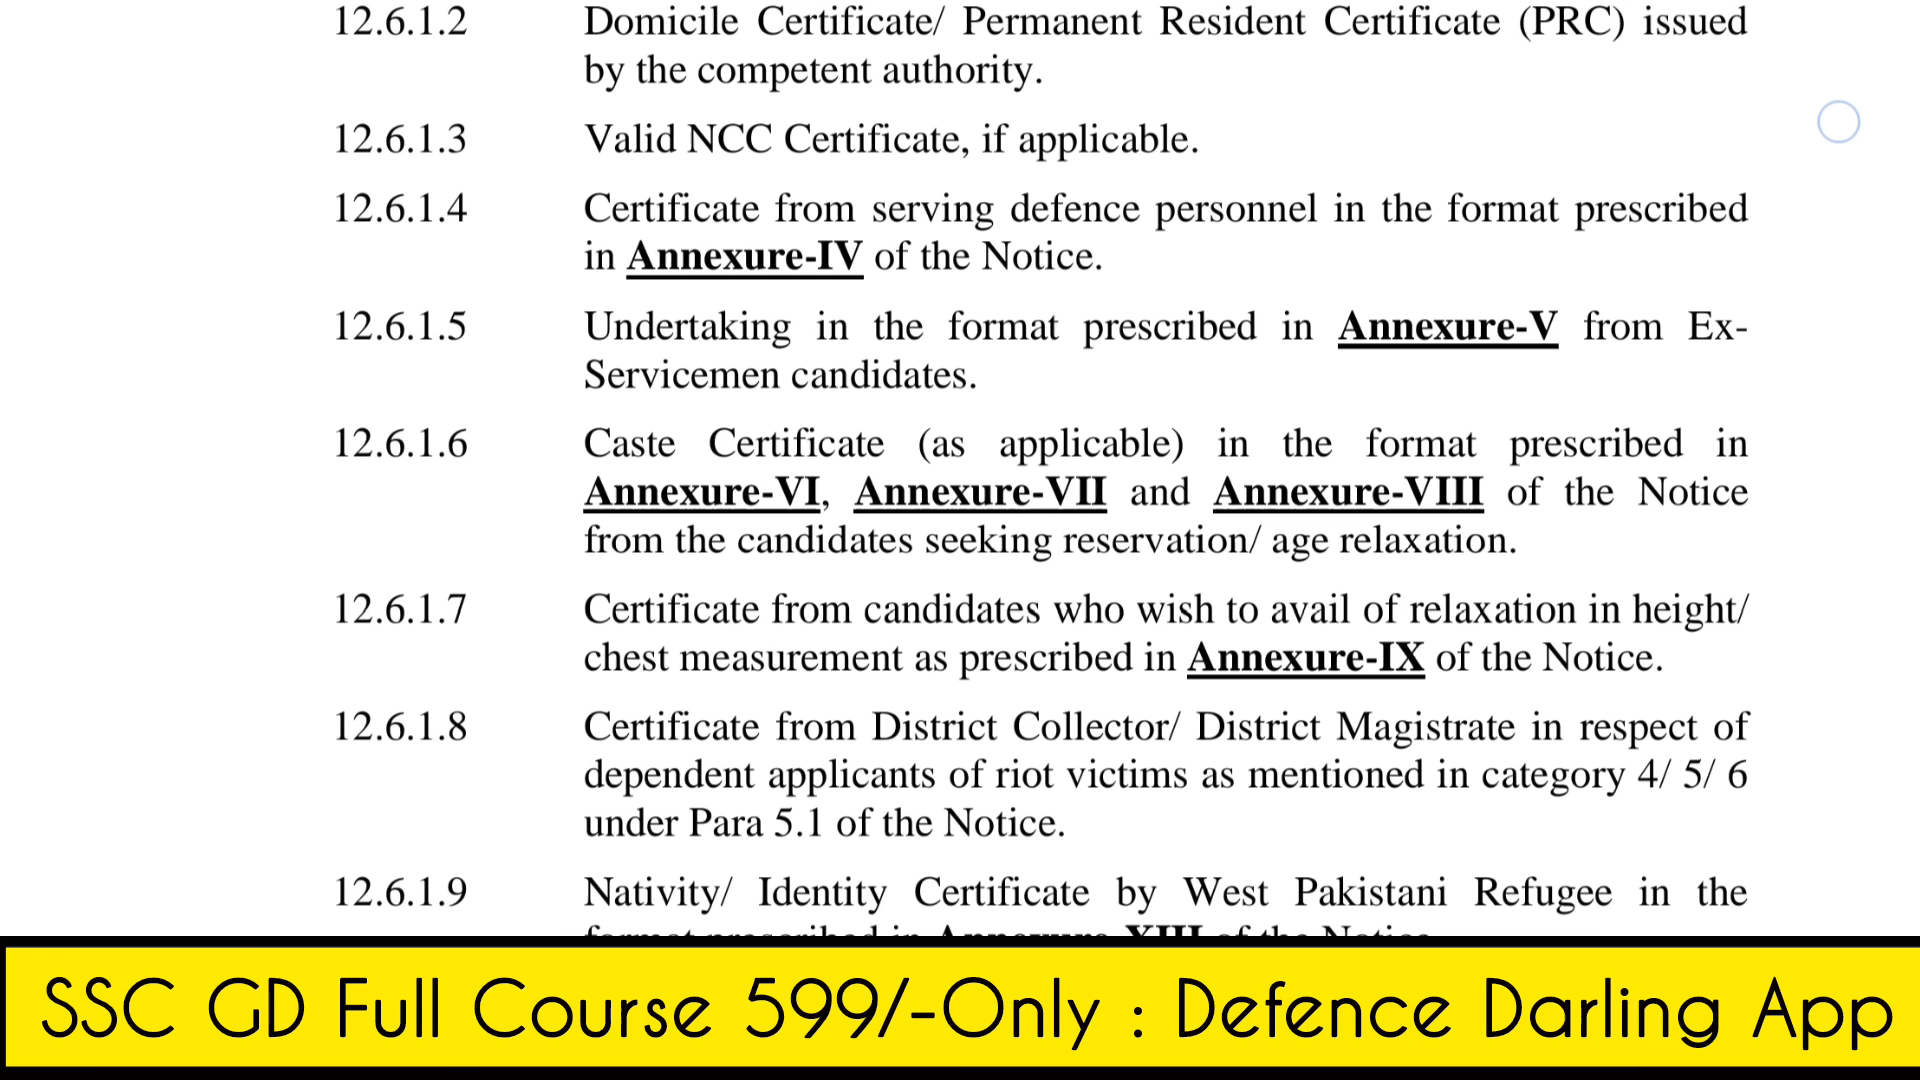 12.6.1.2 Domicile Certificate/ Permanent Resident Certificate (PRC) issued
by the competent authority.
12.6.1.3 Valid NCC Certificate, if applicable.
12.6.1.4 Certificate from serving defence personnel in the format prescribed
in Annexure-IV of the Notice.
12.6.1.5 Undertaking in the format prescribed in Annexure-V from Ex-
Servicemen candidates.
12.6.1.6 Caste Certificate (as applicable) in the format prescribed in
Annexure-VI, Annexure-VII and Annexure-VIII of the Notice
from the candidates seeking reservation/ age relaxation.
12.6.1.7 Certificate from candidates who wish to avail of relaxation in height/
chest measurement as prescribed in Annexure-IX of the Notice.
12.6.1.8 Certificate from District Collector/ District Magistrate in respect of
dependent applicants of riot victims as mentioned in category 4/ 5/ 6
under Para 5.1 of the Notice.
12.6.1.9 Nativity/ Identity Certificate by West Pakistani Refugee in the
format prescribed in Annexure-XIII of the Notice.
SSC GD Full Course 599/-Only : Defence Darling App